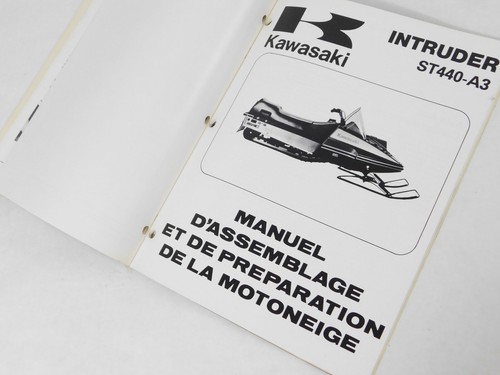 Kawasaki
INTRUDER
ST440-A3
MANUEL
D'ASSEMBLAGE
ET DE PREPARATION
DE LA MOTONEIGE